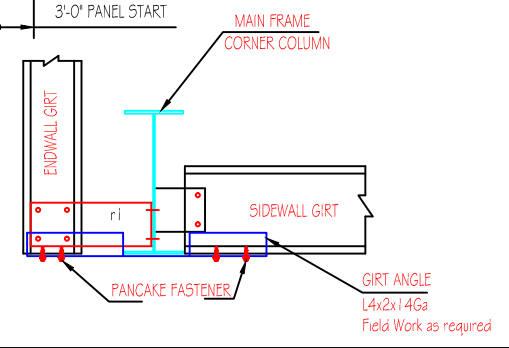 3'-0" PANEL START
MAIN FRAME
CORNER COLUMN
ENDWALL GIRT
ri
SIDEWALL GIRT
PANCAKE FASTENER
GIRT ANGLE
L4x2x14Ga
Field Work as required